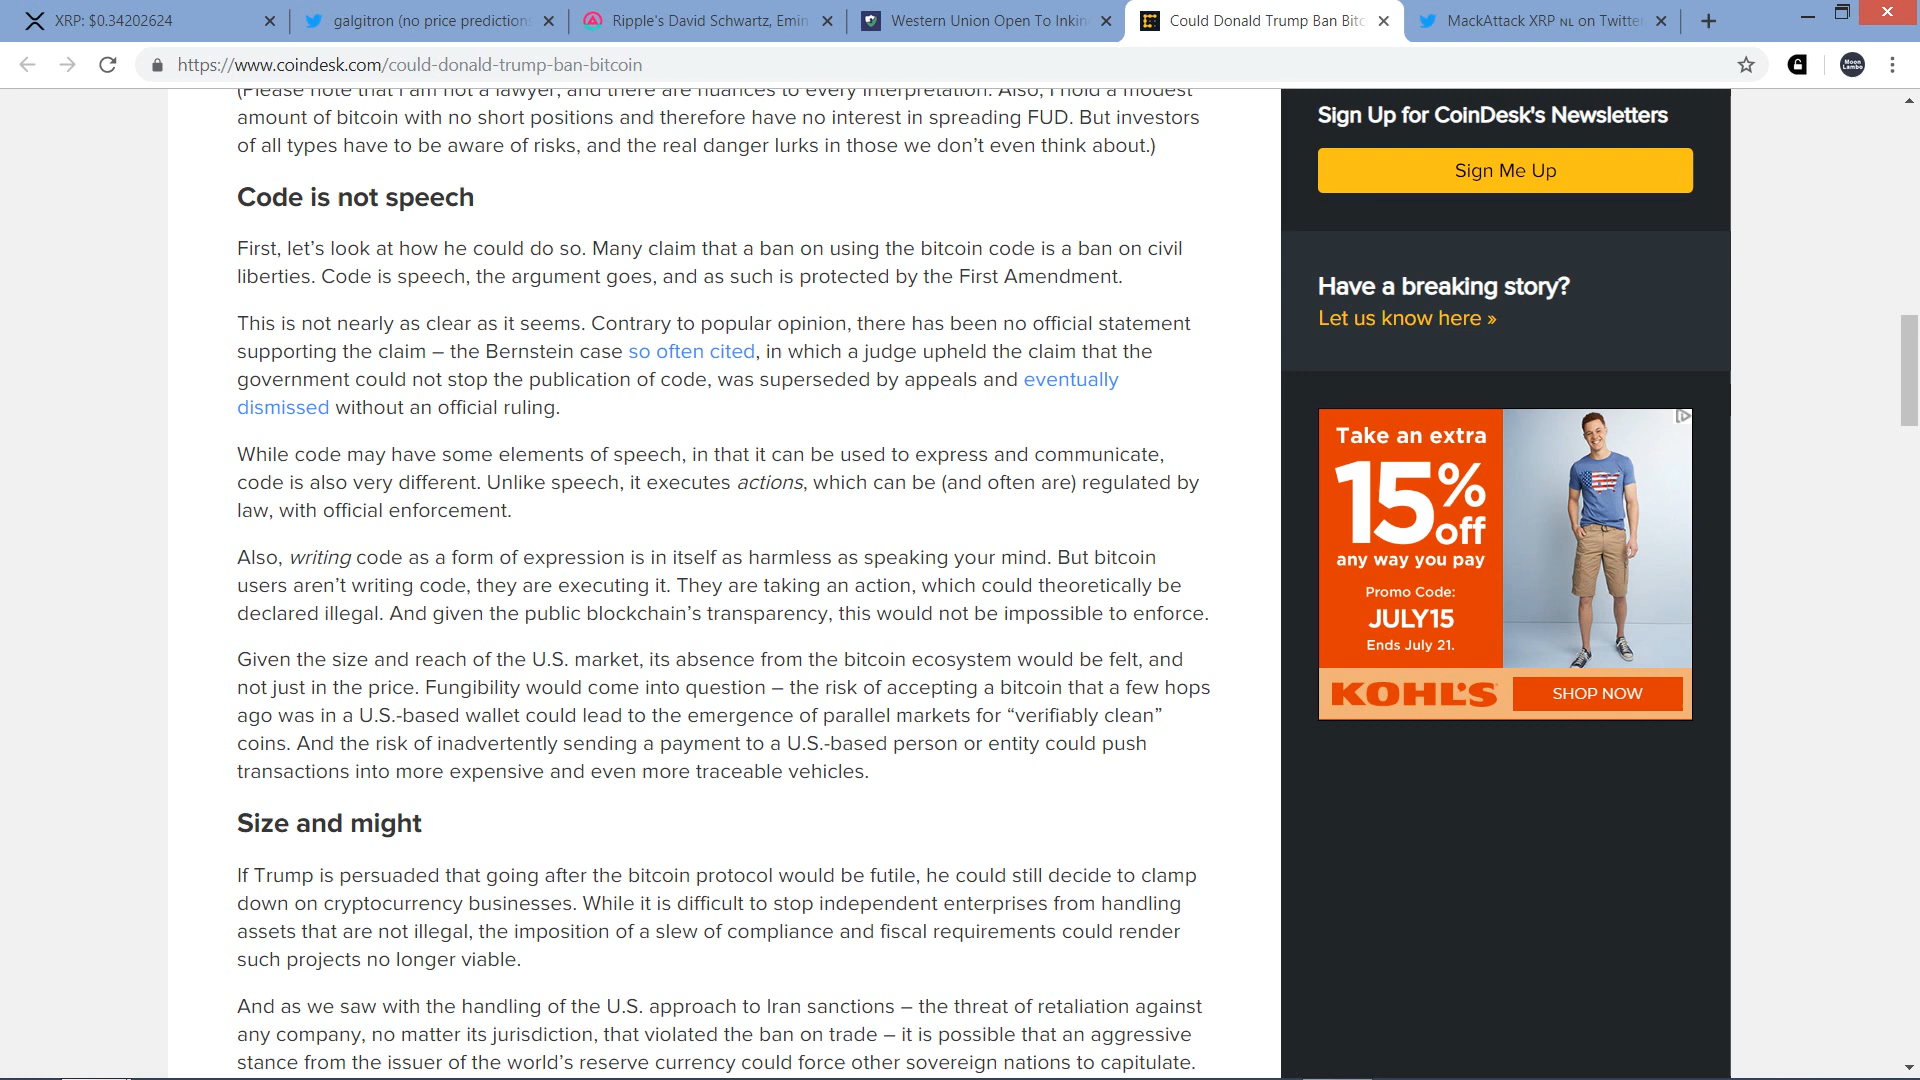 XRP: $0.34202624
galgitron (no price prediction
Ripple's David Schwartz, Emin
Western Union Open To Inkin
Could Donald Trump Ban Bitc
MackAttack XRP NL on Twitte
https://www.coindesk.com/could-donald-trump-ban-bitcoin
(Please note that I am not a lawyer, and there are nuances to every interpretation. Also, I hold a modest
amount of bitcoin with no short positions and therefore have no interest in spreading FUD. But investors
of all types have to be aware of risks, and the real danger lurks in those we don’t even think about.)
Code is not speech
First, let’s look at how he could do so. Many claim that a ban on using the bitcoin code is a ban on civil
liberties. Code is speech, the argument goes, and as such is protected by the First Amendment.
This is not nearly as clear as it seems. Contrary to popular opinion, there has been no official statement
supporting the claim – the Bernstein case so often cited, in which a judge upheld the claim that the
government could not stop the publication of code, was superseded by appeals and eventually
dismissed without an official ruling.
While code may have some elements of speech, in that it can be used to express and communicate,
code is also very different. Unlike speech, it executes actions, which can be (and often are) regulated by
law, with official enforcement.
Also, writing code as a form of expression is in itself as harmless as speaking your mind. But bitcoin
users aren’t writing code, they are executing it. They are taking an action, which could theoretically be
declared illegal. And given the public blockchain’s transparency, this would not be impossible to enforce.
Given the size and reach of the U.S. market, its absence from the bitcoin ecosystem would be felt, and
not just in the price. Fungibility would come into question – the risk of accepting a bitcoin that a few hops
ago was in a U.S.-based wallet could lead to the emergence of parallel markets for “verifiably clean”
coins. And the risk of inadvertently sending a payment to a U.S.-based person or entity could push
transactions into more expensive and even more traceable vehicles.
Size and might
If Trump is persuaded that going after the bitcoin protocol would be futile, he could still decide to clamp
down on cryptocurrency businesses. While it is difficult to stop independent enterprises from handling
assets that are not illegal, the imposition of a slew of compliance and fiscal requirements could render
such projects no longer viable.
And as we saw with the handling of the U.S. approach to Iran sanctions – the threat of retaliation against
any company, no matter its jurisdiction, that violated the ban on trade – it is possible that an aggressive
stance from the issuer of the world’s reserve currency could force other sovereign nations to capitulate.
Sign Up for CoinDesk's Newsletters
Sign Me Up
Have a breaking story?
Let us know here »
Take an extra
15% off
any way you pay
Promo Code:
JULY15
Ends July 21.
KOHL'S
SHOP NOW
Moon
Lambo